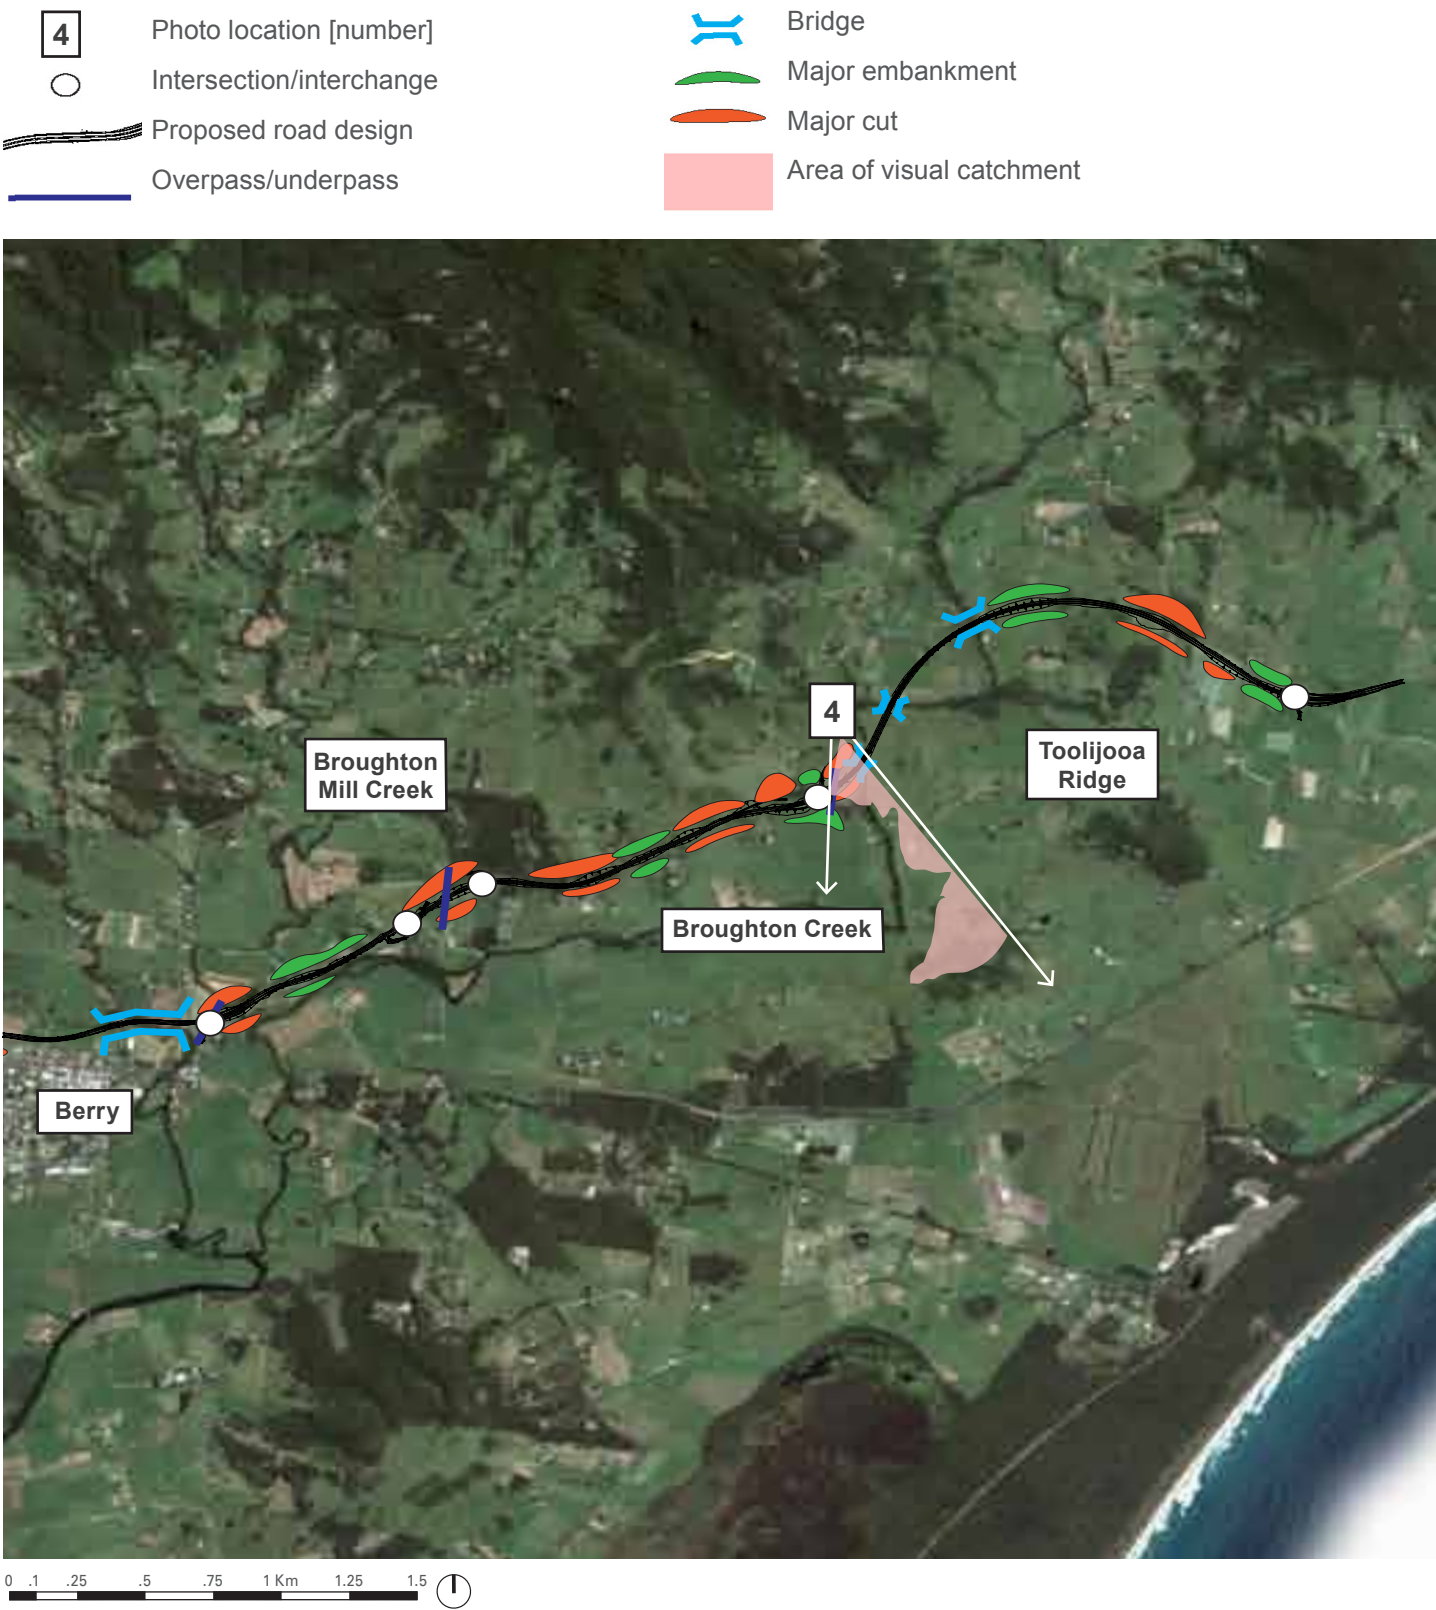 4
Photo location [number]
Intersection/interchange
Proposed road design
Overpass/underpass
Bridge
Major embankment
Major cut
Area of visual catchment
4
Broughton
Mill Creek
Toolijooa
Ridge
Broughton Creek
Berry
0 .1 .25 .5 .75 1 Km 1.25 1.5